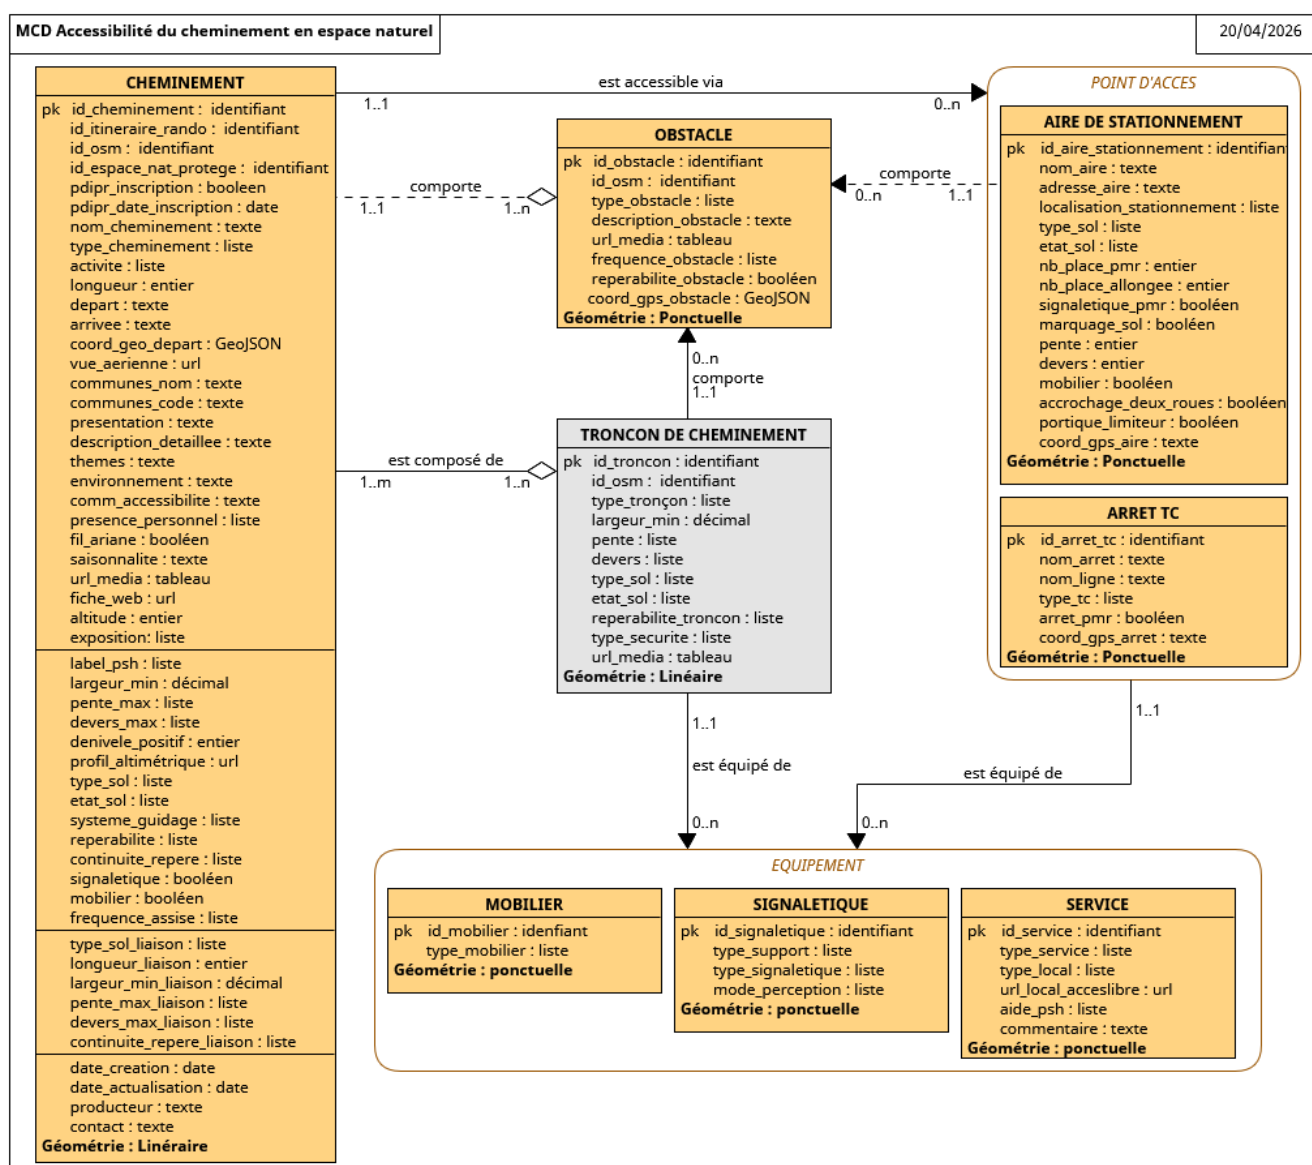 MCD Accessibilité du cheminement en espace naturel
20/04/2026
CHEMINEMENT
pk id_cheminement : identifiant
id_itineraire_rando : identifiant
id_osm : identifiant
id_espace_nat_protege : identifiant
pdipr_inscription : booleen
pdipr_date_inscription : date
nom_cheminement : texte
type_cheminement : liste
activite : liste
longueur : entier
depart : texte
arrivee : texte
coord_geo_depart : GeoJSON
vue_aerienne : url
communes_nom : texte
communes_code : texte
presentation : texte
description_detaillee : texte
themes : texte
environnement : texte
comm_accessibilite : texte
presence_personnel : liste
fil_ariane : booléen
saisonnalite : texte
url_media : tableau
fiche_web : url
altitude : entier
exposition: liste
label_psh : liste
largeur_min : décimal
pente_max : liste
devers_max : liste
denivele_positif : entier
profil_altimétrique : url
type_sol : liste
etat_sol : liste
systeme_guidage : liste
reperabilite : liste
continuite_repere : liste
signaletique : booléen
mobilier : booléen
frequence_assise : liste
type_sol_liaison : liste
longueur_liaison : entier
largeur_min_liaison : décimal
pente_max_liaison : liste
devers_max_liaison : liste
continuite_repere_liaison : liste
date_creation : date
date_actualisation : date
producteur : texte
contact : texte
Géométrie : Linéraire
est accessible via
1..1
0..n
comporte
1..1
1..n
OBSTACLE
pk id_obstacle : identifiant
id_osm : identifiant
type_obstacle : liste
description_obstacle : texte
url_media : tableau
frequence_obstacle : liste
reperabilite_obstacle : booléen
coord_gps_obstacle : GeoJSON
Géométrie : Ponctuelle
comporte
0..n
1..1
0..n
comporte
1..1
est composé de
1..m
1..n
TRONCON DE CHEMINEMENT
pk id_troncon : identifiant
id_osm : identifiant
type_tronçon : liste
largeur_min : décimal
pente : liste
devers : liste
type_sol : liste
etat_sol : liste
reperabilite_troncon : liste
type_securite : liste
url_media : tableau
Géométrie : Linéaire
POINT D'ACCES
AIRE DE STATIONNEMENT
pk id_aire_stationnement : identifian
nom_aire : texte
adresse_aire : texte
localisation_stationnement : liste
type_sol : liste
etat_sol : liste
nb_place_pmr : entier
nb_place_allongee : entier
signaletique_pmr : booléen
marquage_sol : booléen
pente : entier
devers : entier
mobilier : booléen
accrochage_deux_roues : booléen
portique_limiteur : booléen
coord_gps_aire : texte
Géométrie : Ponctuelle
ARRET TC
pk id_arret_tc : identifiant
nom_arret : texte
nom_ligne : texte
type_tc : liste
arret_pmr : booléen
coord_gps_arret : texte
Géométrie : Ponctuelle
1..1
est équipé de
0..n
1..1
est équipé de
0..n
EQUIPEMENT
MOBILIER
pk id_mobilier : idenfiant
type_mobilier : liste
Géométrie : ponctuelle
SIGNALETIQUE
pk id_signaletique : identifiant
type_support : liste
type_signaletique : liste
mode_perception : liste
Géométrie : ponctuelle
SERVICE
pk id_service : identifiant
type_service : liste
type_local : liste
url_local_acceslibre : url
aide_psh : liste
commentaire : texte
Géométrie : ponctuelle